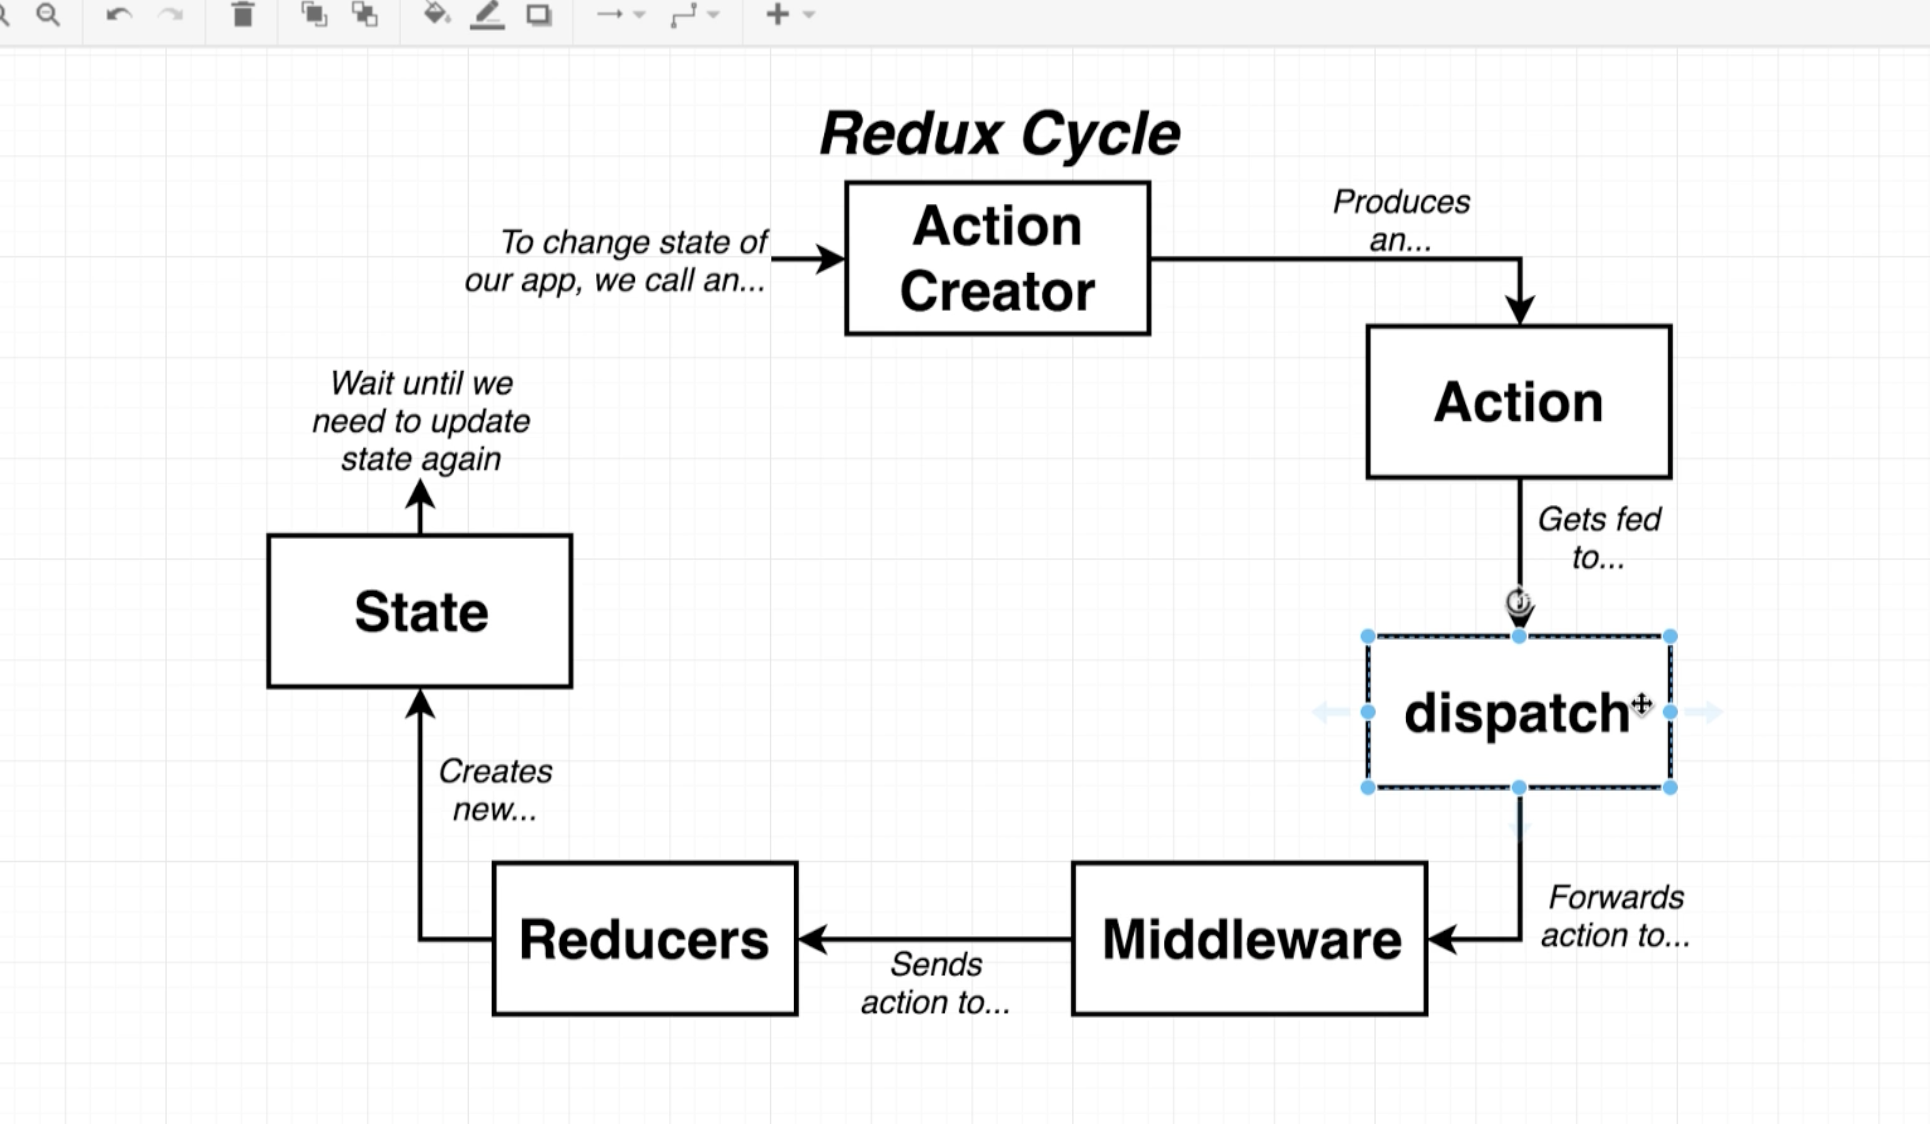 Redux Cycle
To change state of
our app, we call an...
Action
Creator
Produces
an...
Action
Gets fed
to...
dispatch
Forwards
action to...
Middleware
Sends
action to...
Reducers
Creates
new...
State
Wait until we
need to update
state again